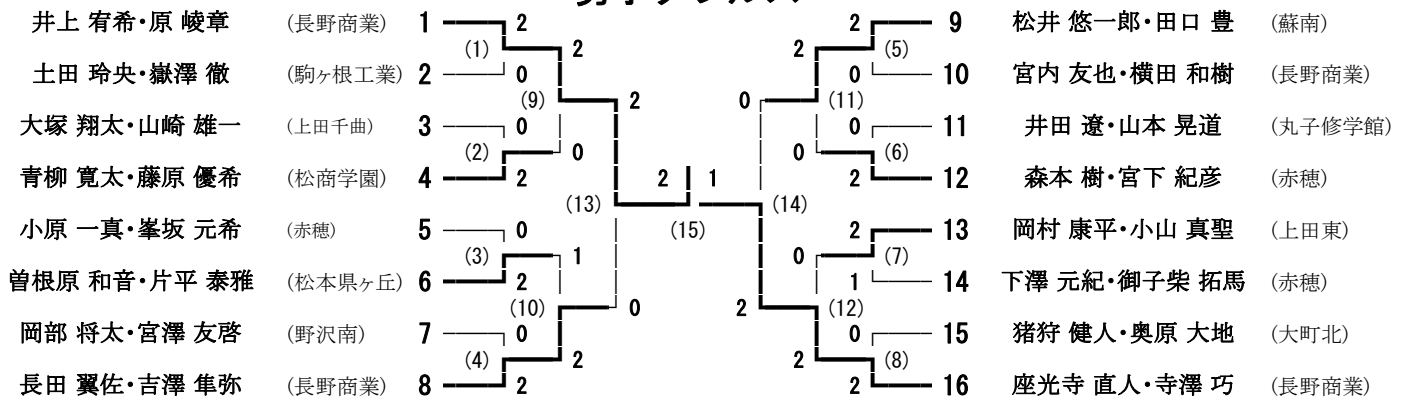 男子ダブルス
井上 宥希・原 崚章 (長野商業) 1 2 2 9 松井 悠一郎・田口 豊 (蘇南)
(1) 2 2 (5)
土田 玲央・嶽澤 徹 (駒ヶ根工業) 2 0 0 10 宮内 友也・横田 和樹 (長野商業)
(9) 2 0 (11)
大塚 翔太・山崎 雄一 (上田千曲) 3 0 0 11 井田 遼・山本 晃道 (丸子修学館)
(2) 0 0 (6)
青柳 寛太・藤原 優希 (松商学園) 4 2 2 12 森本 樹・宮下 紀彦 (赤穂)
2 1
(13) (14)
(15)
小原 一真・峯坂 元希 (赤穂) 5 0 2 13 岡村 康平・小山 真聖 (上田東)
(3) 1 0 (7)
曽根原 和音・片平 泰雅 (松本県ヶ丘) 6 2 1 14 下澤 元紀・御子柴 拓馬 (赤穂)
(10) 0 2 (12)
岡部 将太・宮澤 友啓 (野沢南) 7 0 0 15 猪狩 健人・奥原 大地 (大町北)
(4) 2 2 (8)
長田 翼佐・吉澤 隼弥 (長野商業) 8 2 2 16 座光寺 直人・寺澤 巧 (長野商業)